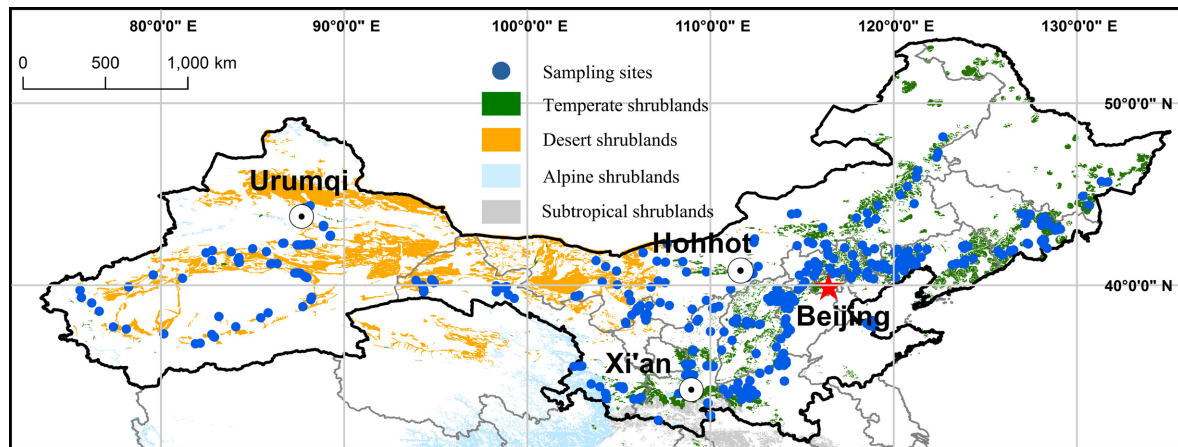 80°0'0" E 90°0'0" E 100°0'0" E 110°0'0" E 120°0'0" E 130°0'0" E
0 500 1,000 km
Sampling sites
Temperate shrublands
Desert shrublands
Alpine shrublands
Subtropical shrublands
50°0'0" N
Urumqi
Hohhot
40°0'0" N
Beijing
Xi'an